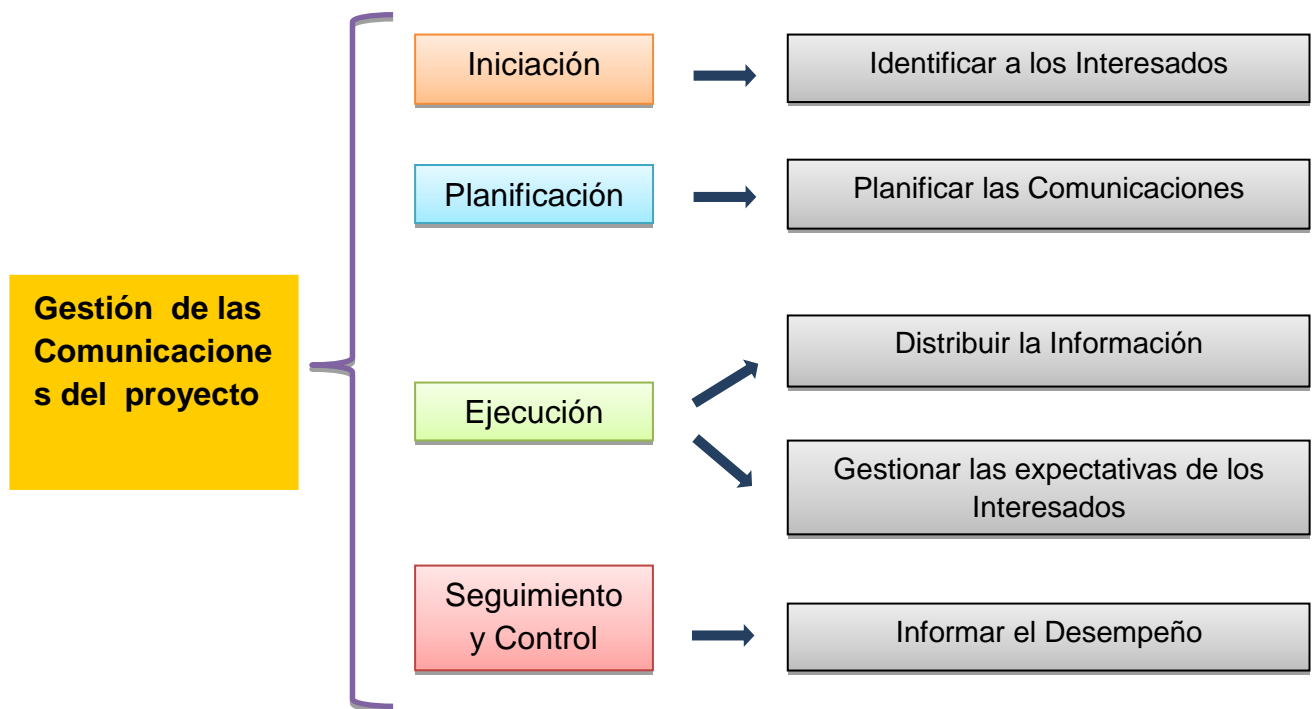 Iniciación
Identificar a los Interesados
Planificación
Planificar las Comunicaciones
Gestión de las
Comunicacione
s del proyecto
Ejecución
Distribuir la Información
Gestionar las expectativas de los
Interesados
Seguimiento
y Control
Informar el Desempeño